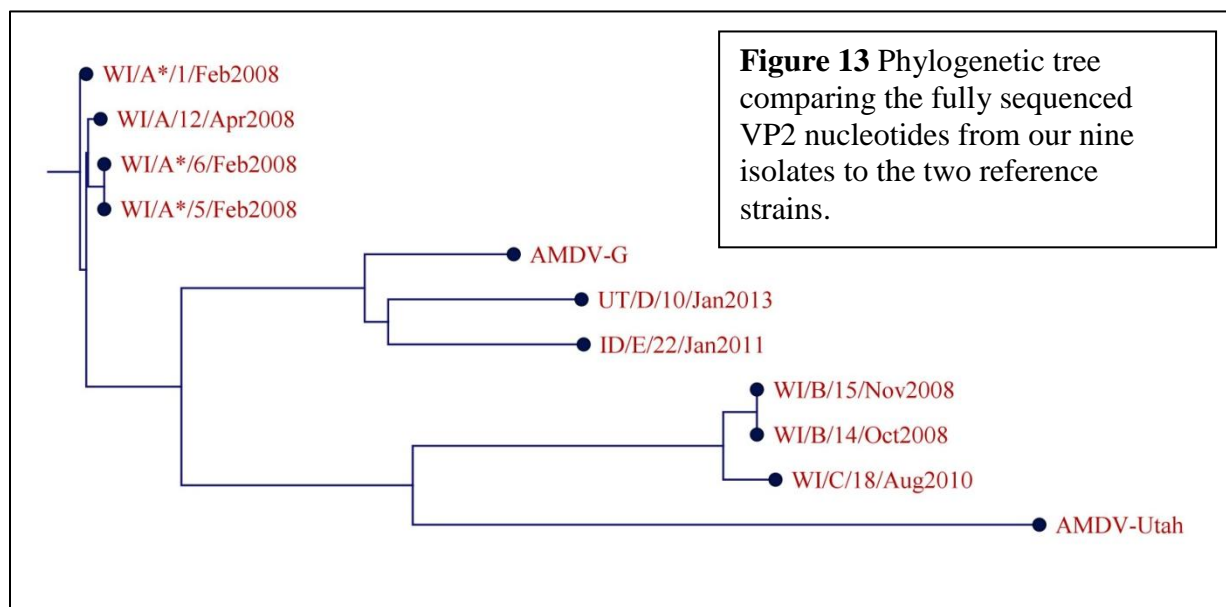 Figure 13 Phylogenetic tree
comparing the fully sequenced
VP2 nucleotides from our nine
isolates to the two reference
strains.
WI/A*/1/Feb2008
WI/A/12/Apr2008
WI/A*/6/Feb2008
WI/A*/5/Feb2008
AMDV-G
UT/D/10/Jan2013
ID/E/22/Jan2011
WI/B/15/Nov2008
WI/B/14/Oct2008
WI/C/18/Aug2010
AMDV-Utah